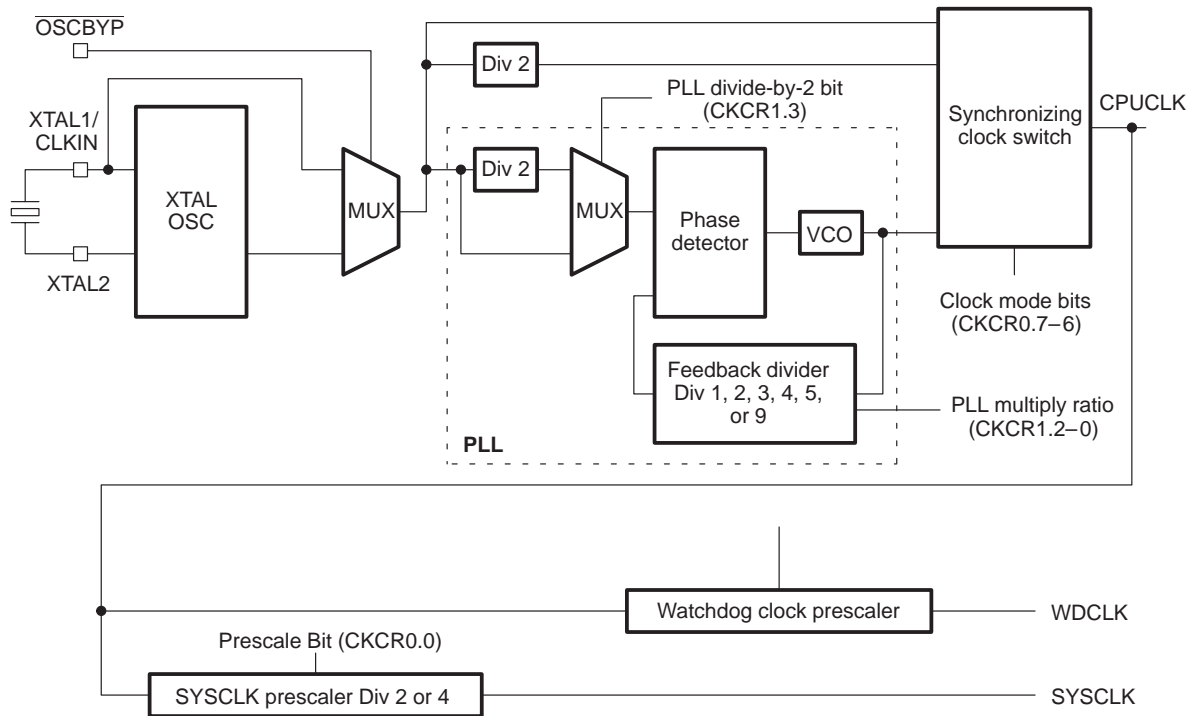 OSCBYP
XTAL1/
CLKIN
XTAL2
XTAL
OSC
MUX
Div 2
Div 2
MUX
PLL divide-by-2 bit
(CKCR1.3)
Phase
detector
VCO
Feedback divider
Div 1, 2, 3, 4, 5,
or 9
PLL
Synchronizing
clock switch
CPUCLK
Clock mode bits
(CKCR0.7–6)
PLL multiply ratio
(CKCR1.2–0)
Watchdog clock prescaler
WDCLK
Prescale Bit (CKCR0.0)
SYSCLK prescaler Div 2 or 4
SYSCLK